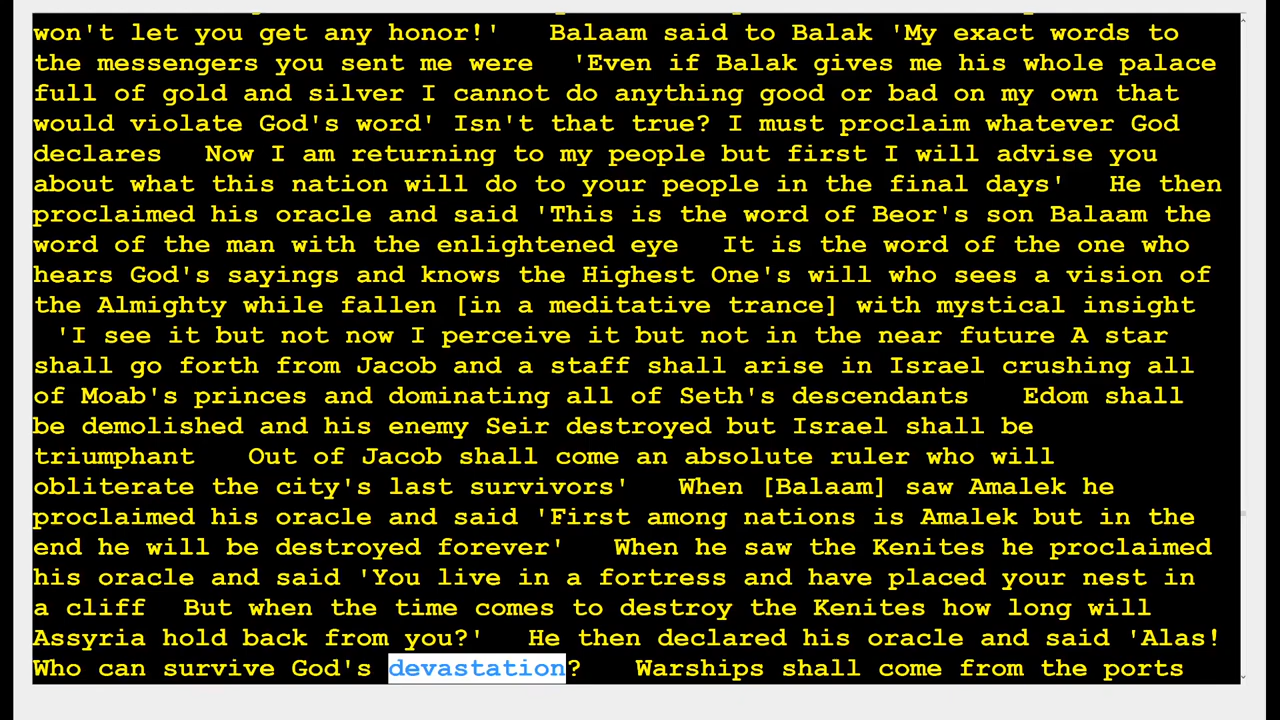 won't let you get any honor!' Balaam said to Balak 'My exact words to
the messengers you sent me were 'Even if Balak gives me his whole palace
full of gold and silver I cannot do anything good or bad on my own that
would violate God's word' Isn't that true? I must proclaim whatever God
declares Now I am returning to my people but first I will advise you
about what this nation will do to your people in the final days' He then
proclaimed his oracle and said 'This is the word of Beor's son Balaam the
word of the man with the enlightened eye It is the word of the one who
hears God's sayings and knows the Highest One's will who sees a vision of
the Almighty while fallen [in a meditative trance] with mystical insight
'I see it but not now I perceive it but not in the near future A star
shall go forth from Jacob and a staff shall arise in Israel crushing all
of Moab's princes and dominating all of Seth's descendants Edom shall
be demolished and his enemy Seir destroyed but Israel shall be
triumphant Out of Jacob shall come an absolute ruler who will
obliterate the city's last survivors' When [Balaam] saw Amalek he
proclaimed his oracle and said 'First among nations is Amalek but in the
end he will be destroyed forever' When he saw the Kenites he proclaimed
his oracle and said 'You live in a fortress and have placed your nest in
a cliff But when the time comes to destroy the Kenites how long will
Assyria hold back from you?' He then declared his oracle and said 'Alas!
Who can survive God's devastation? Warships shall come from the ports